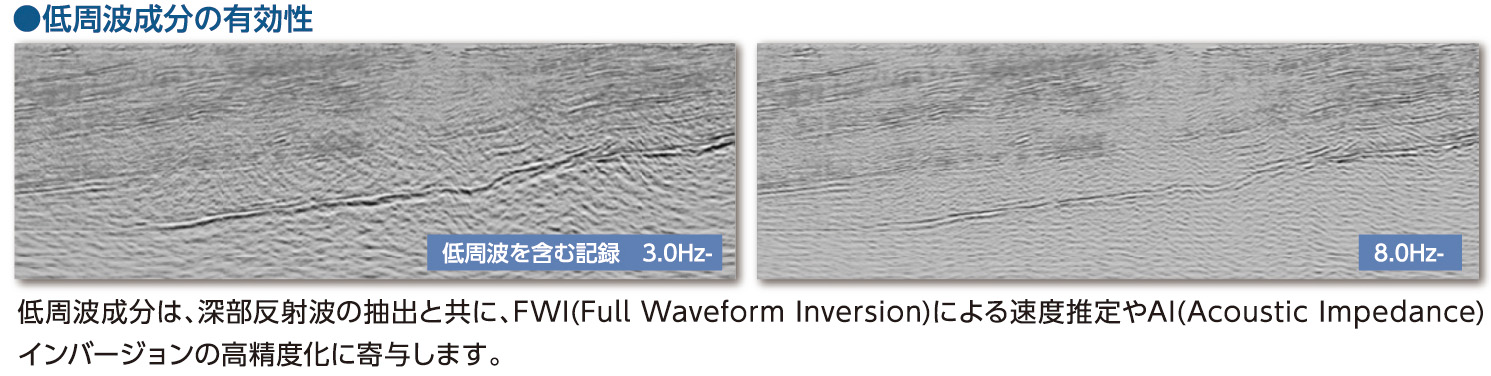 ●低周波成分の有効性
低周波を含む記録　3.0Hz-
8.0Hz-
低周波成分は、深部反射波の抽出と共に、FWI(Full Waveform Inversion)による速度推定やAI(Acoustic Impedance)
インバージョンの高精度化に寄与します。